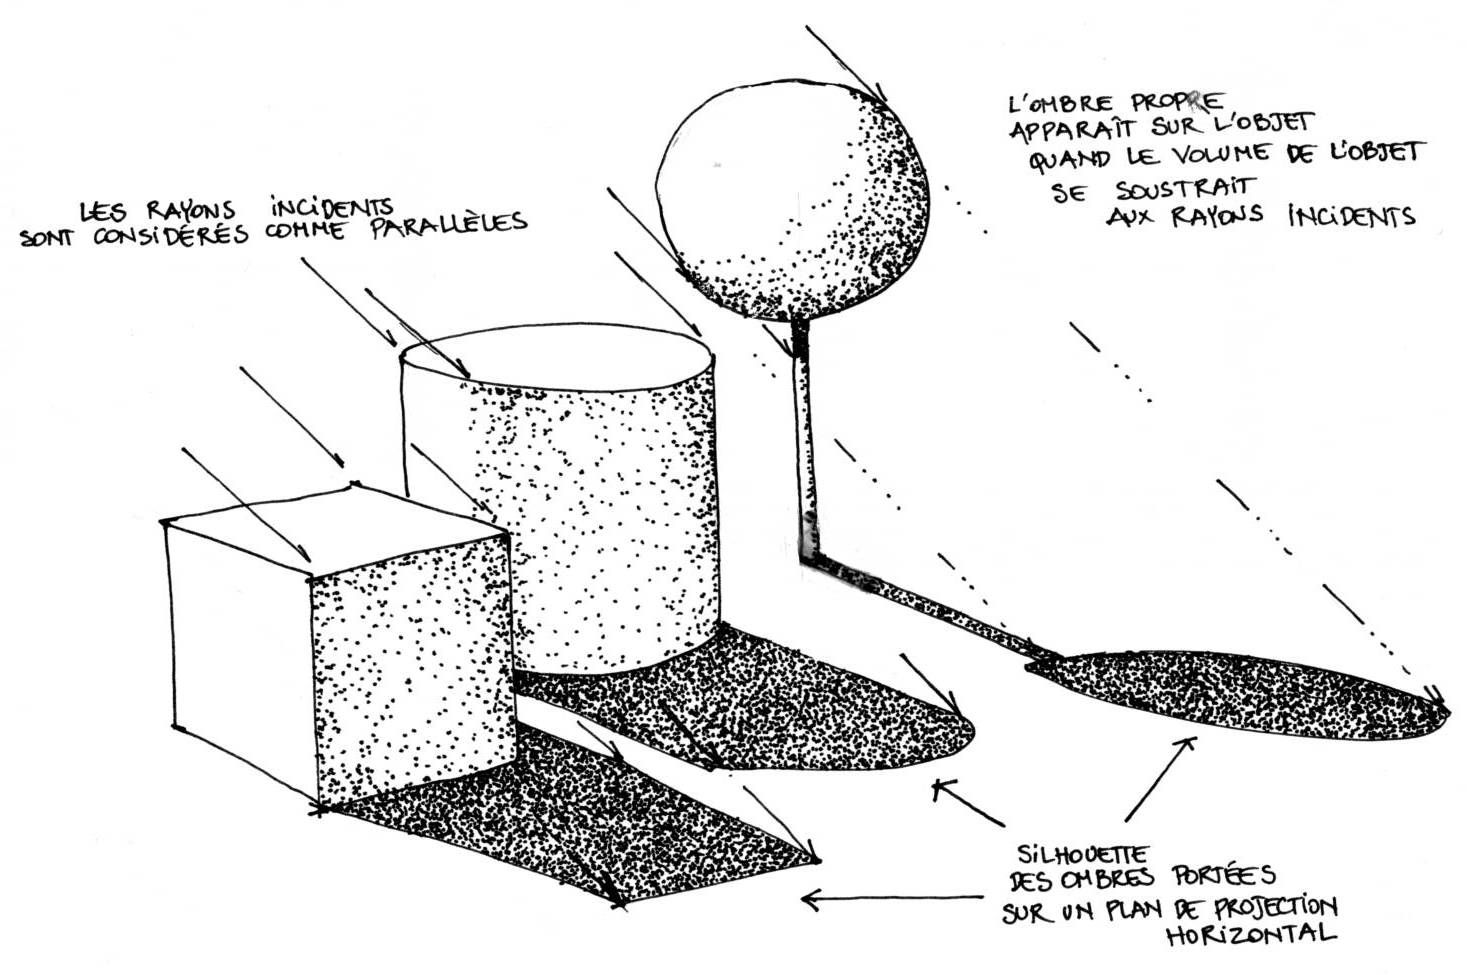 LES RAYONS INCIDENTS
SONT CONSIDÉRÉS COMME PARALLÈLES
L'OMBRE PROPRE
APPARAÎT SUR L'OBJET
QUAND LE VOLUME DE L'OBJET
SE SOUSTRAIT
AUX RAYONS INCIDENTS
SILHOUETTE
DES OMBRES PORTÉES
SUR UN PLAN DE PROJECTION
HORIZONTAL